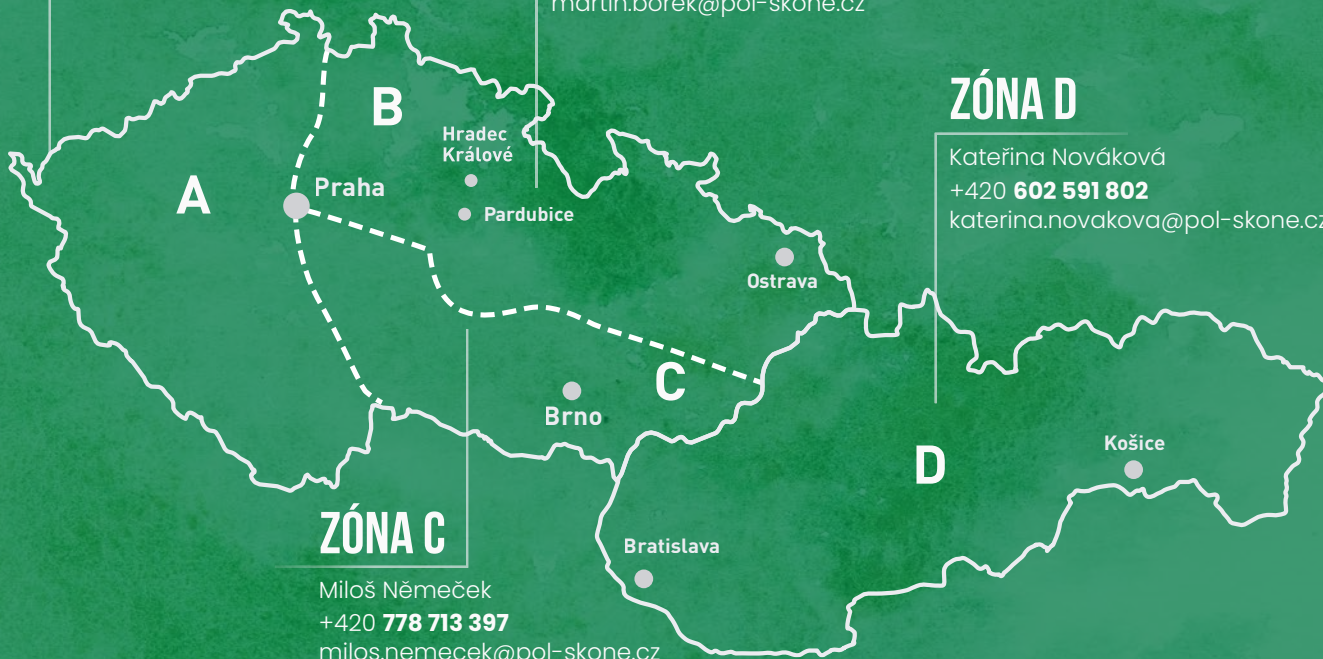 martin.borek@pol-skone.cz
ZÓNA D
Kateřina Nováková
+420 602 591 802
katerina.novakova@pol-skone.cz
B
Hradec
Králové
A
Praha
Pardubice
Ostrava
C
Brno
D
Košice
ZÓNA C
Bratislava
Miloš Němeček
+420 778 713 397
milos.nemecek@pol-skone.cz